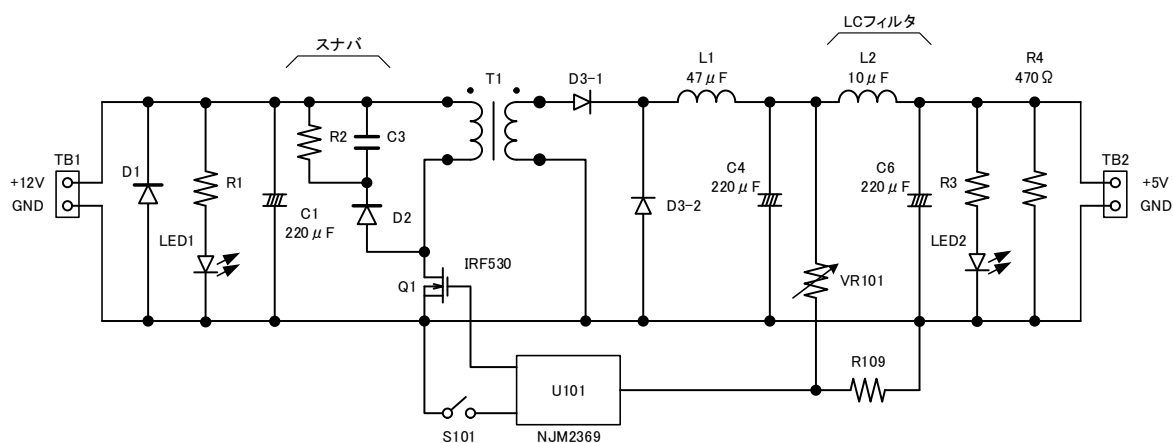 スナバ
LCフィルタ
T1
D3-1
L1
47μF
L2
10μF
R4
470Ω
R2
C3
TB1
+12V
GND
D1
R1
C1
220μF
D2
LED1
C4
220μF
D3-2
C6
220μF
R3
TB2
+5V
GND
LED2
IRF530
Q1
VR101
R109
U101
S101
NJM2369